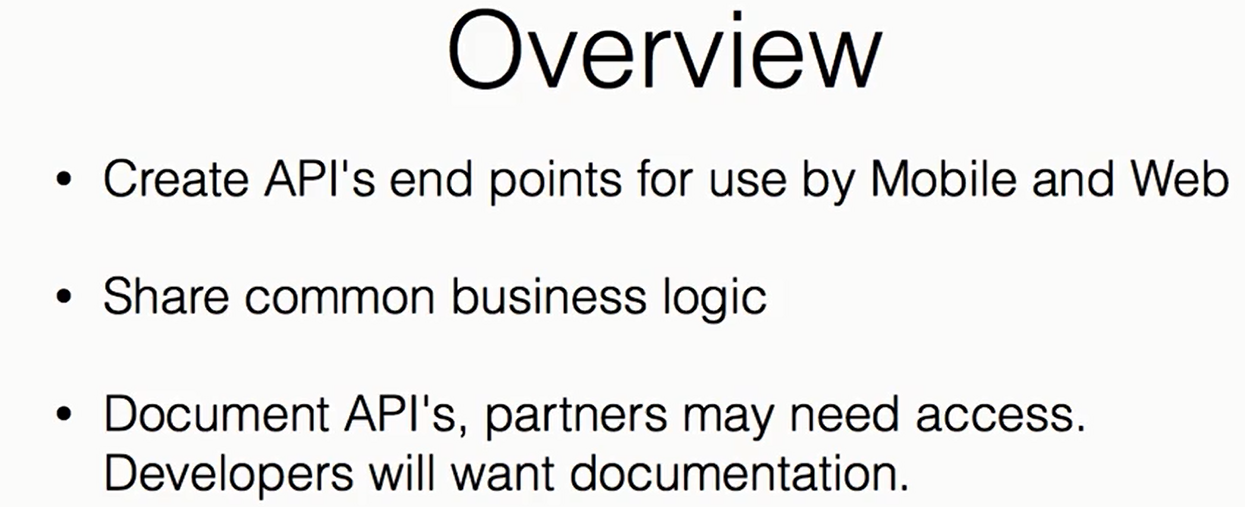 Overview
• Create API's end points for use by Mobile and Web
• Share common business logic
• Document API's, partners may need access.
Developers will want documentation.